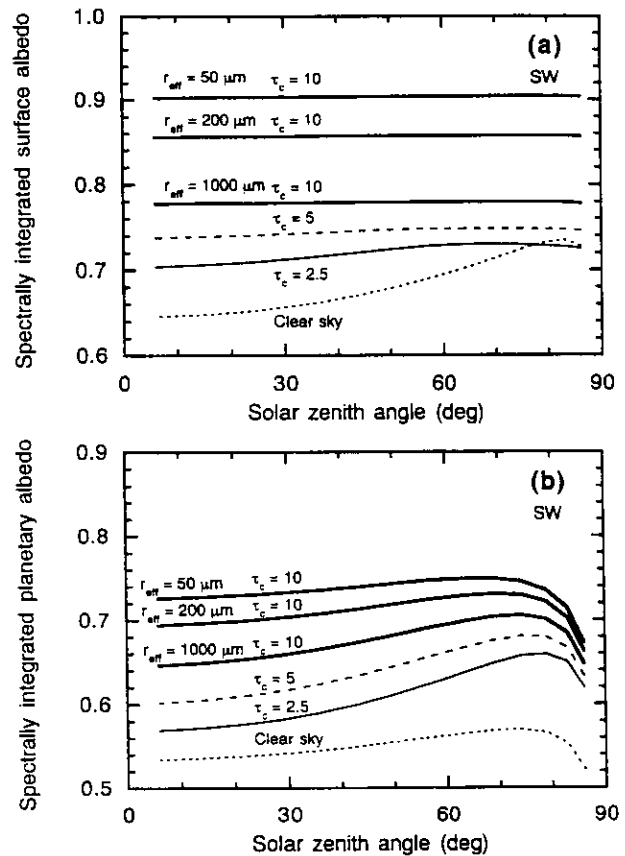 Spectrally integrated surface albedo
1.0
0.9
0.8
0.7
0.6
(a)
SW
r_eff = 50 μm τ_c = 10
r_eff = 200 μm τ_c = 10
r_eff = 1000 μm τ_c = 10
τ_c = 5
τ_c = 2.5
Clear sky
0 30 60 90
Solar zenith angle (deg)
Spectrally integrated planetary albedo
0.9
0.8
0.7
0.6
0.5
(b)
SW
r_eff = 50 μm τ_c = 10
r_eff = 200 μm τ_c = 10
r_eff = 1000 μm τ_c = 10
τ_c = 5
τ_c = 2.5
Clear sky
0 30 60 90
Solar zenith angle (deg)